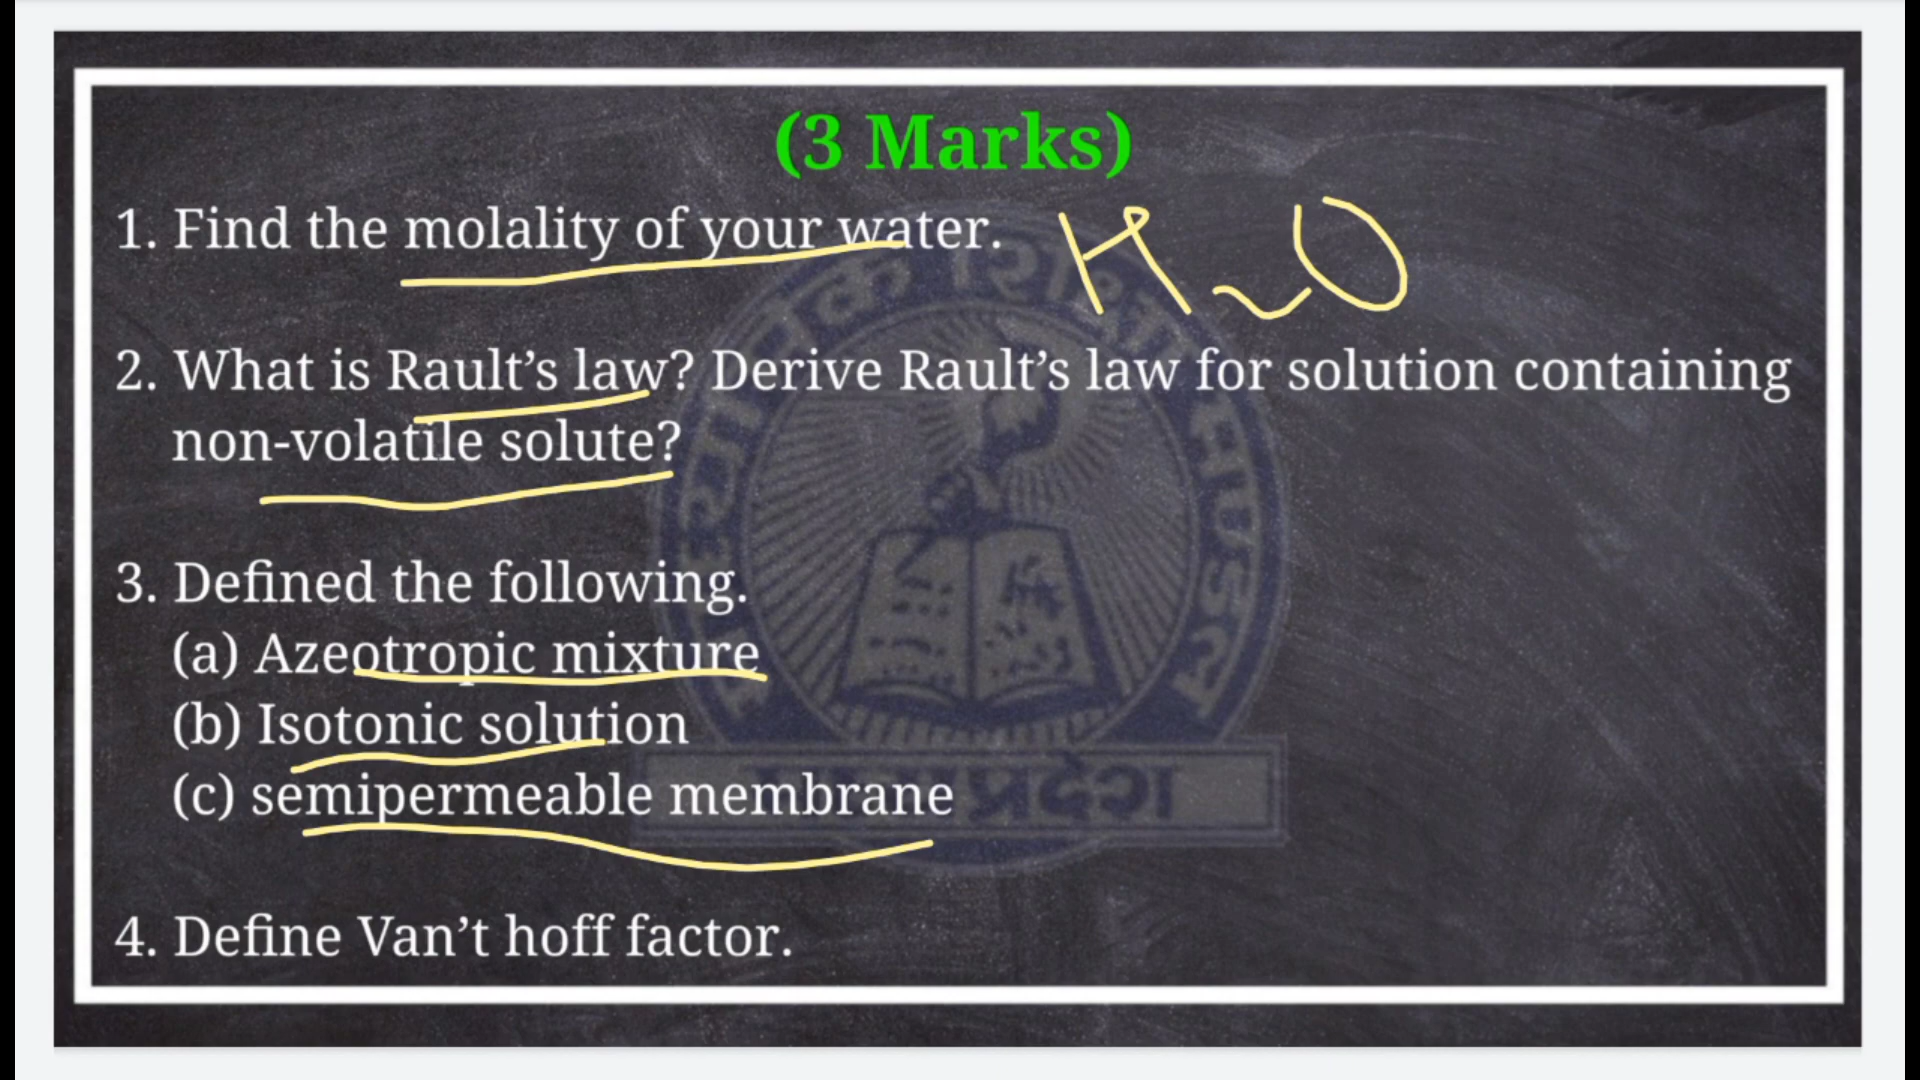 (3 Marks)
1. Find the molality of your water. H2O
2. What is Rault’s law? Derive Rault’s law for solution containing
non-volatile solute?
3. Defined the following.
(a) Azeotropic mixture
(b) Isotonic solution
(c) semipermeable membrane
4. Define Van’t hoff factor.